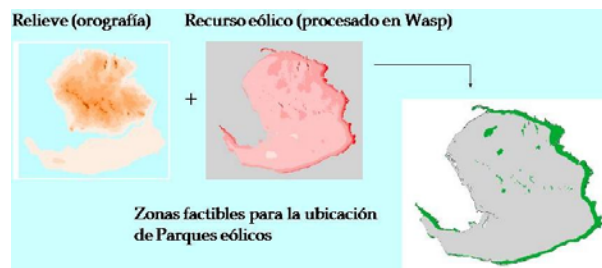 Relieve (orografía)
Recurso eólico (procesado en Wasp)
+
Zonas factibles para la ubicación
de Parques eólicos